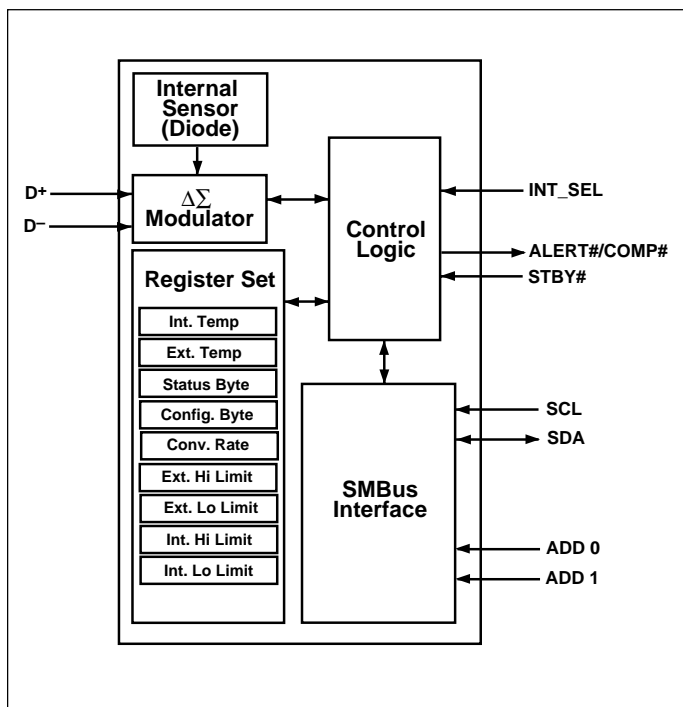 Internal
Sensor
(Diode)
D+
D−
ΔΣ
Modulator
Control
Logic
INT_SEL
ALERT#/COMP#
STBY#
Register Set
Int. Temp
Ext. Temp
Status Byte
Config. Byte
Conv. Rate
Ext. Hi Limit
Ext. Lo Limit
Int. Hi Limit
Int. Lo Limit
SMBus
Interface
SCL
SDA
ADD 0
ADD 1